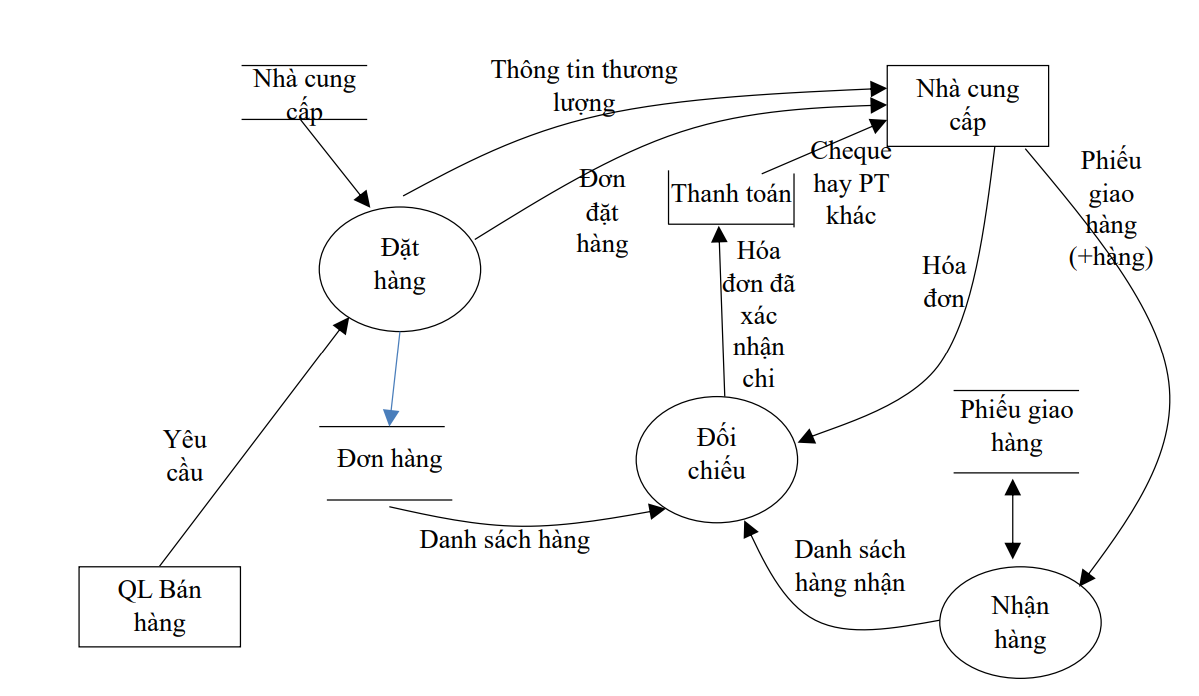 Nhà cung
cấp
Thông tin thương
lượng
Nhà cung
cấp
Đơn
đặt
hàng
Thanh toán
Cheque
hay PT
khác
Phiếu
giao
hàng
(+hàng)
Đặt
hàng
Hóa
đơn đã
xác
nhận
chi
Hóa
đơn
Yêu
cầu
Đơn hàng
Đối
chiếu
Phiếu giao
hàng
Danh sách hàng
Danh sách
hàng nhận
QL Bán
hàng
Nhận
hàng